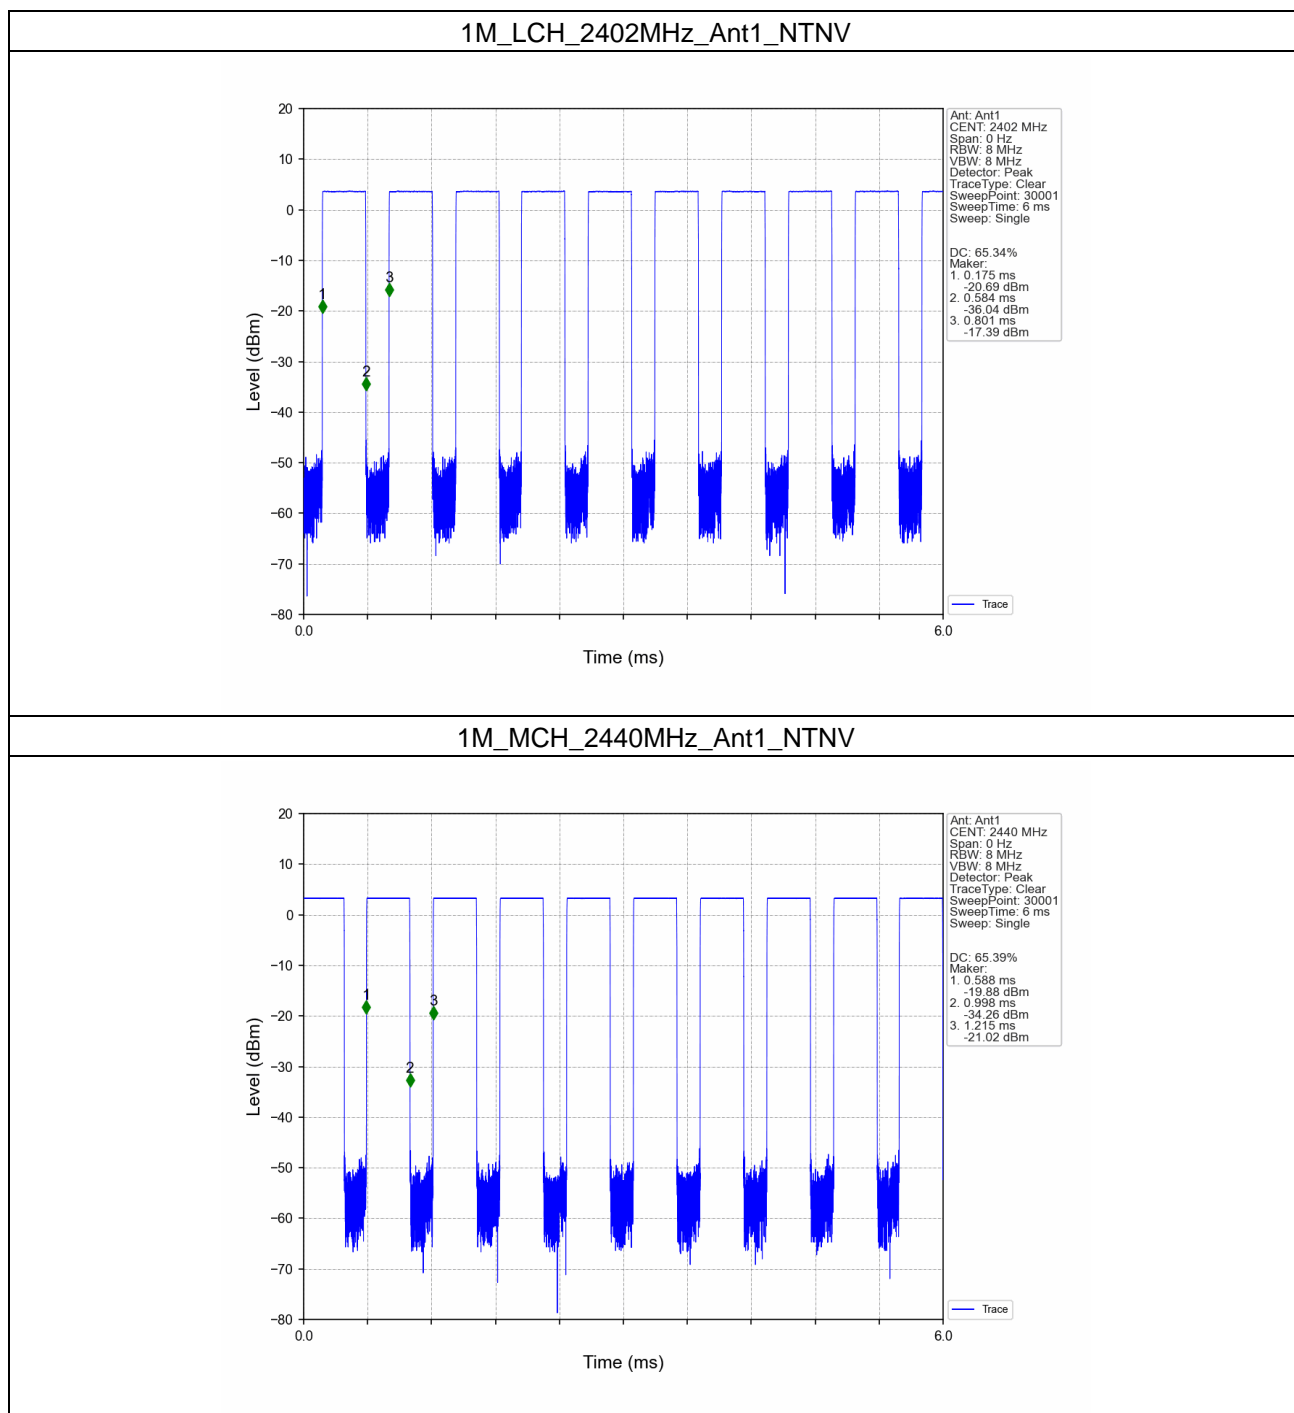 1M_LCH_2402MHz_Ant1_NTNV
20
10
0
−10
−20
−30
−40
−50
−60
−70
−80
Level (dBm)
1
2
3
0.0
6.0
Time (ms)
Ant: Ant1
CENT: 2402 MHz
Span: 0 Hz
RBW: 8 MHz
VBW: 8 MHz
Detector: Peak
TraceType: Clear
SweepPoint: 30001
SweepTime: 6 ms
Sweep: Single
DC: 65.34%
Maker:
1. 0.175 ms
-20.69 dBm
2. 0.584 ms
-36.04 dBm
3. 0.801 ms
-17.39 dBm
Trace
1M_MCH_2440MHz_Ant1_NTNV
20
10
0
−10
−20
−30
−40
−50
−60
−70
−80
Level (dBm)
1
2
3
0.0
6.0
Time (ms)
Ant: Ant1
CENT: 2440 MHz
Span: 0 Hz
RBW: 8 MHz
VBW: 8 MHz
Detector: Peak
TraceType: Clear
SweepPoint: 30001
SweepTime: 6 ms
Sweep: Single
DC: 65.39%
Maker:
1. 0.588 ms
-19.88 dBm
2. 0.998 ms
-34.26 dBm
3. 1.215 ms
-21.02 dBm
Trace